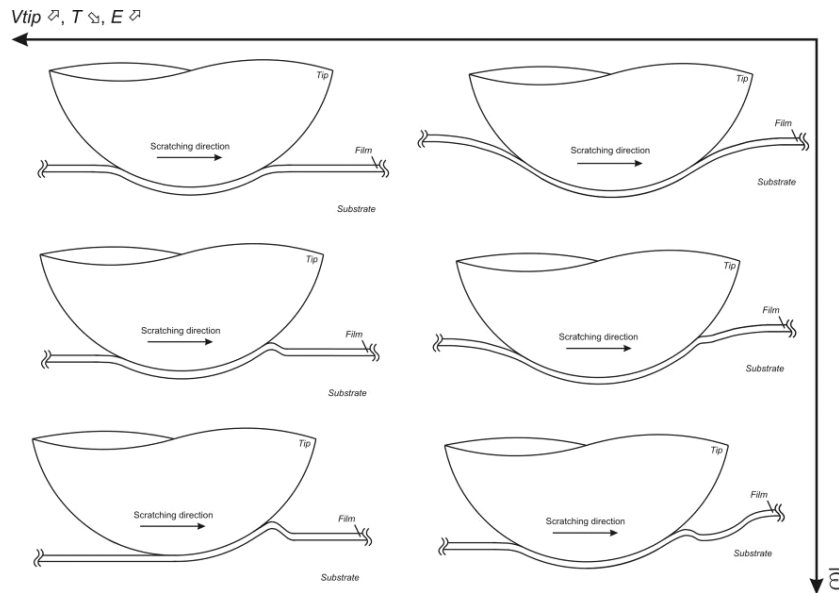 Vtip ⇗, T ⇘, E ⇗
Tip
Scratching direction
Film
Substrate
Tip
Scratching direction
Film
Substrate
Tip
Scratching direction
Film
Substrate
Tip
Scratching direction
Film
Substrate
Tip
Scratching direction
Film
Substrate
Tip
Scratching direction
Film
Substrate